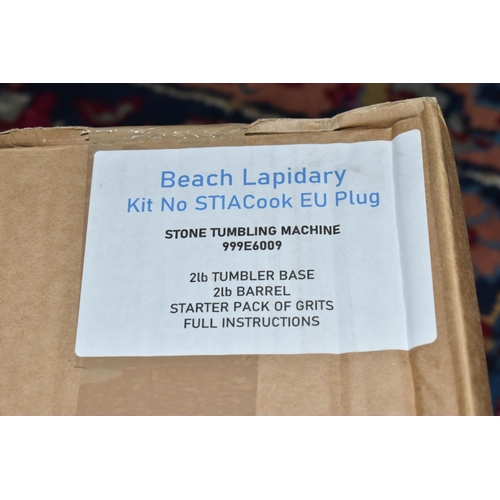 Beach Lapidary
Kit No ST1ACook EU Plug
STONE TUMBLING MACHINE
999E6009
2lb TUMBLER BASE
2lb BARREL
STARTER PACK OF GRITS
FULL INSTRUCTIONS